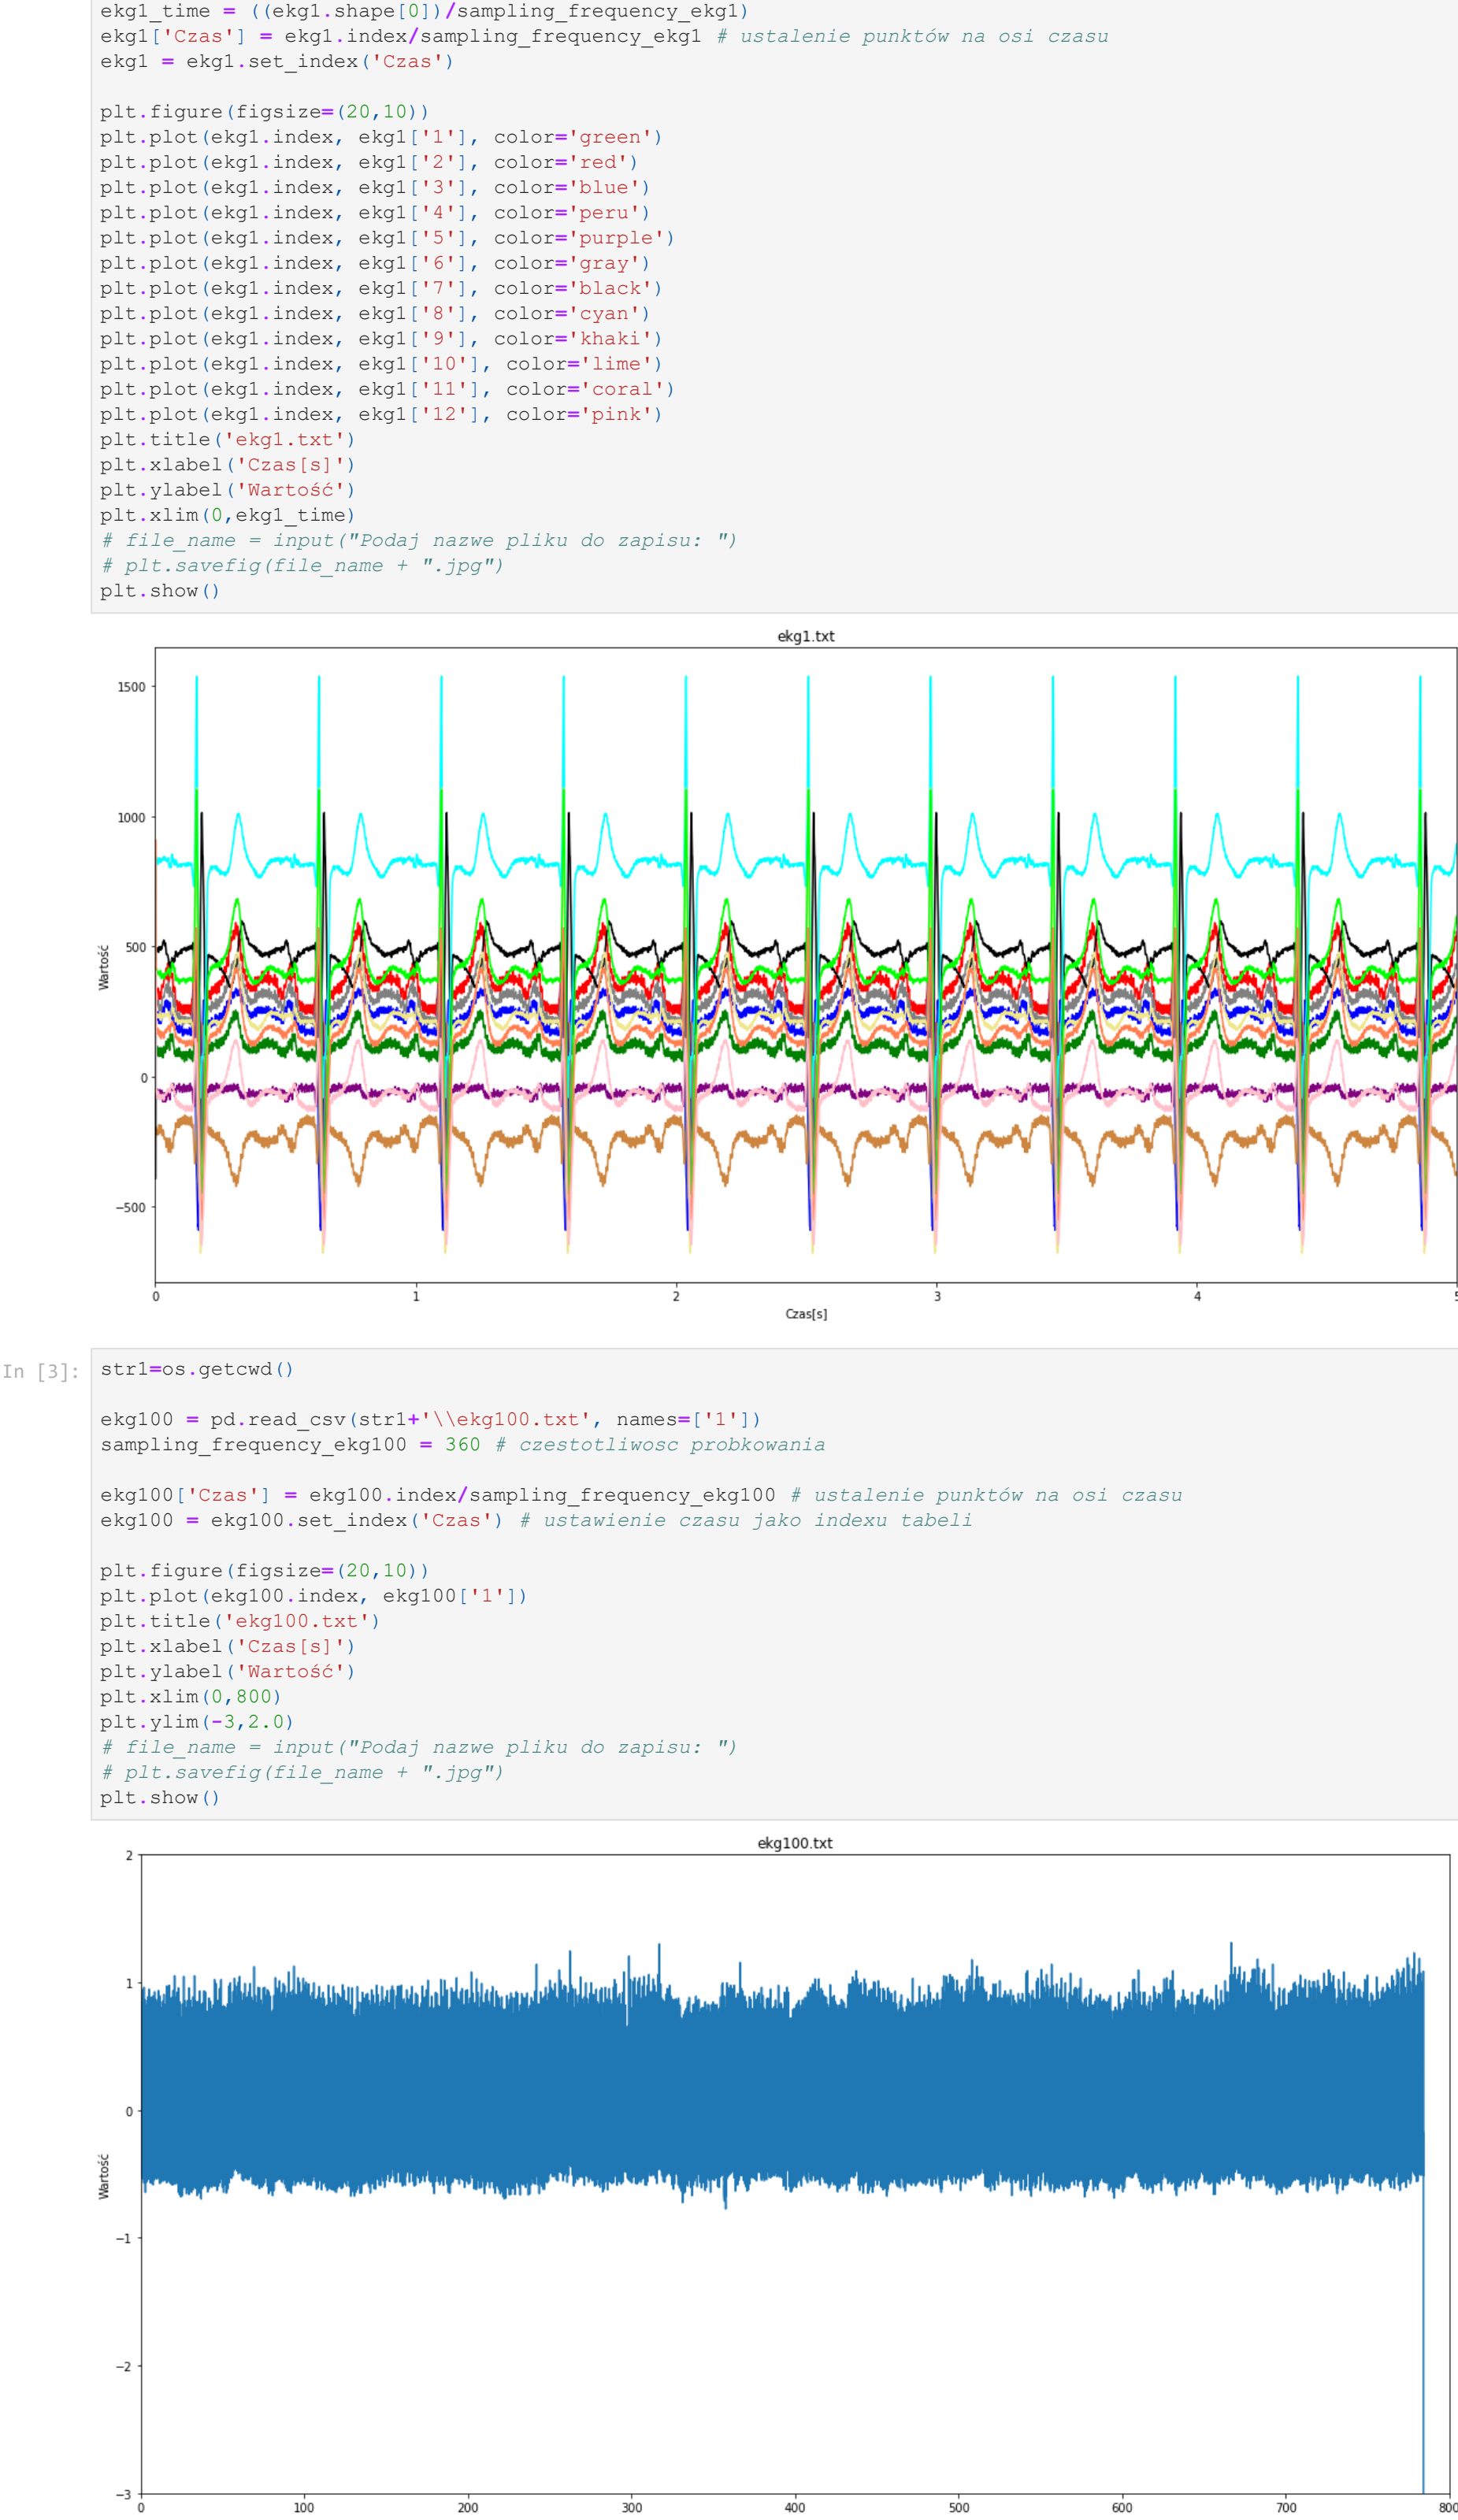 ekg1_time = ((ekg1.shape[0])/sampling_frequency_ekg1)
ekg1['Czas'] = ekg1.index/sampling_frequency_ekg1 # ustalenie punktów na osi czasu
ekg1 = ekg1.set_index('Czas')
plt.figure(figsize=(20,10))
plt.plot(ekg1.index, ekg1['1'], color='green')
plt.plot(ekg1.index, ekg1['2'], color='red')
plt.plot(ekg1.index, ekg1['3'], color='blue')
plt.plot(ekg1.index, ekg1['4'], color='peru')
plt.plot(ekg1.index, ekg1['5'], color='purple')
plt.plot(ekg1.index, ekg1['6'], color='gray')
plt.plot(ekg1.index, ekg1['7'], color='black')
plt.plot(ekg1.index, ekg1['8'], color='cyan')
plt.plot(ekg1.index, ekg1['9'], color='khaki')
plt.plot(ekg1.index, ekg1['10'], color='lime')
plt.plot(ekg1.index, ekg1['11'], color='coral')
plt.plot(ekg1.index, ekg1['12'], color='pink')
plt.title('ekg1.txt')
plt.xlabel('Czas[s]')
plt.ylabel('Wartość')
plt.xlim(0,ekg1_time)
# file_name = input("Podaj nazwe pliku do zapisu: ")
# plt.savefig(file_name + ".jpg")
plt.show()
ekg1.txt
1500
1000
500
0
−500
Wartość
0 1 2 3 4 5
Czas[s]
In [3]:
str1=os.getcwd()
ekg100 = pd.read_csv(str1+'\\ekg100.txt', names=['1'])
sampling_frequency_ekg100 = 360 # czestotliwosc probkowania
ekg100['Czas'] = ekg100.index/sampling_frequency_ekg100 # ustalenie punktów na osi czasu
ekg100 = ekg100.set_index('Czas') # ustawienie czasu jako indexu tabeli
plt.figure(figsize=(20,10))
plt.plot(ekg100.index, ekg100['1'])
plt.title('ekg100.txt')
plt.xlabel('Czas[s]')
plt.ylabel('Wartość')
plt.xlim(0,800)
plt.ylim(-3,2.0)
# file_name = input("Podaj nazwe pliku do zapisu: ")
# plt.savefig(file_name + ".jpg")
plt.show()
ekg100.txt
2
1
0
−1
−2
−3
Wartość
0 100 200 300 400 500 600 700 800